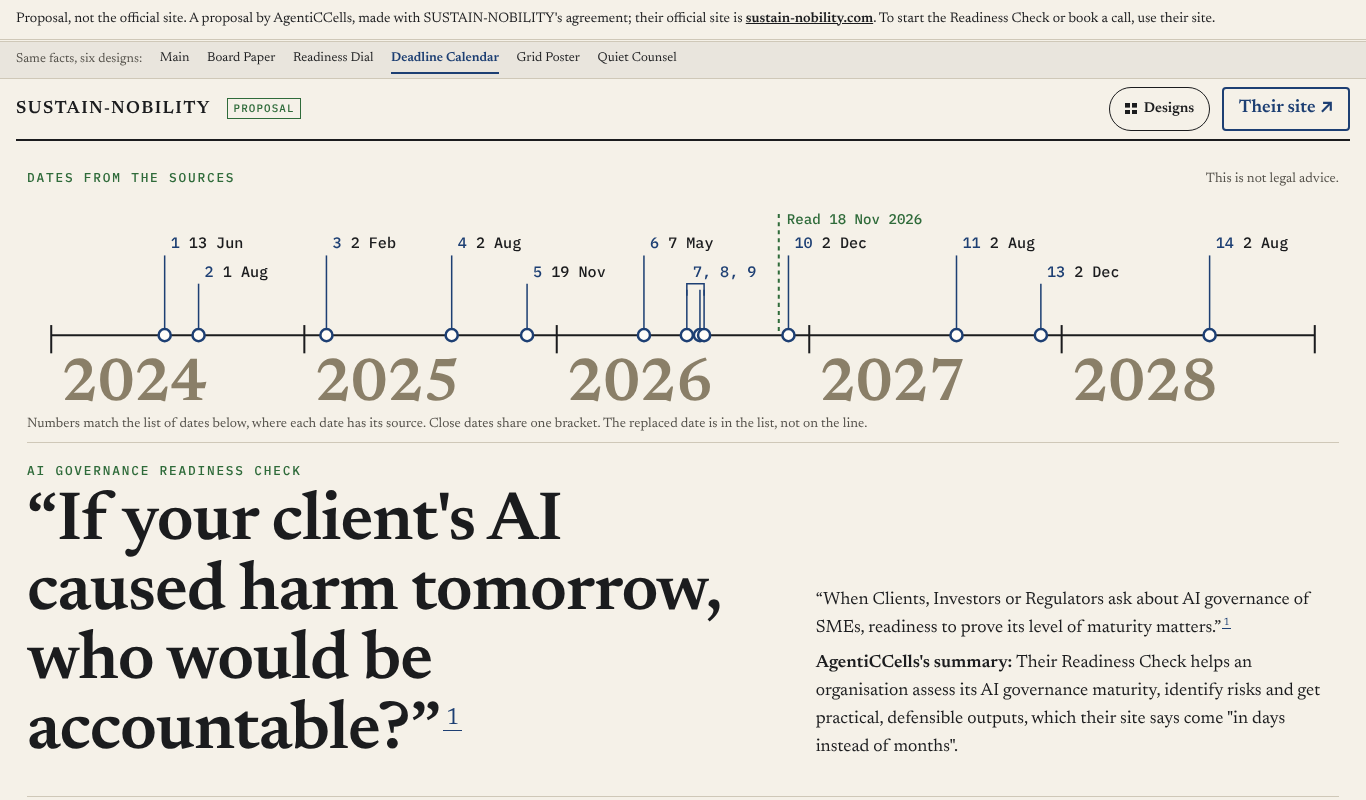 Proposal, not the official site. A proposal by AgentiCCells, made with SUSTAIN-NOBILITY's agreement; their official site is sustain-nobility.com. To start the Readiness Check or book a call, use their site.
Same facts, six designs: Main Board Paper Readiness Dial Deadline Calendar Grid Poster Quiet Counsel
SUSTAIN-NOBILITY PROPOSAL Designs Their site ↗
DATES FROM THE SOURCES This is not legal advice.
Read 18 Nov 2026
1 13 Jun 3 2 Feb 4 2 Aug 6 7 May 10 2 Dec 11 2 Aug 14 2 Aug
2 1 Aug 5 19 Nov 7, 8, 9 13 2 Dec
2024 2025 2026 2027 2028
Numbers match the list of dates below, where each date has its source. Close dates share one bracket. The replaced date is in the list, not on the line.
AI GOVERNANCE READINESS CHECK
“If your client's AI
caused harm tomorrow,
who would be
accountable?” 1
“When Clients, Investors or Regulators ask about AI governance of
SMEs, readiness to prove its level of maturity matters.” 1
AgentiCCells's summary: Their Readiness Check helps an
organisation assess its AI governance maturity, identify risks and get
practical, defensible outputs, which their site says come "in days
instead of months".